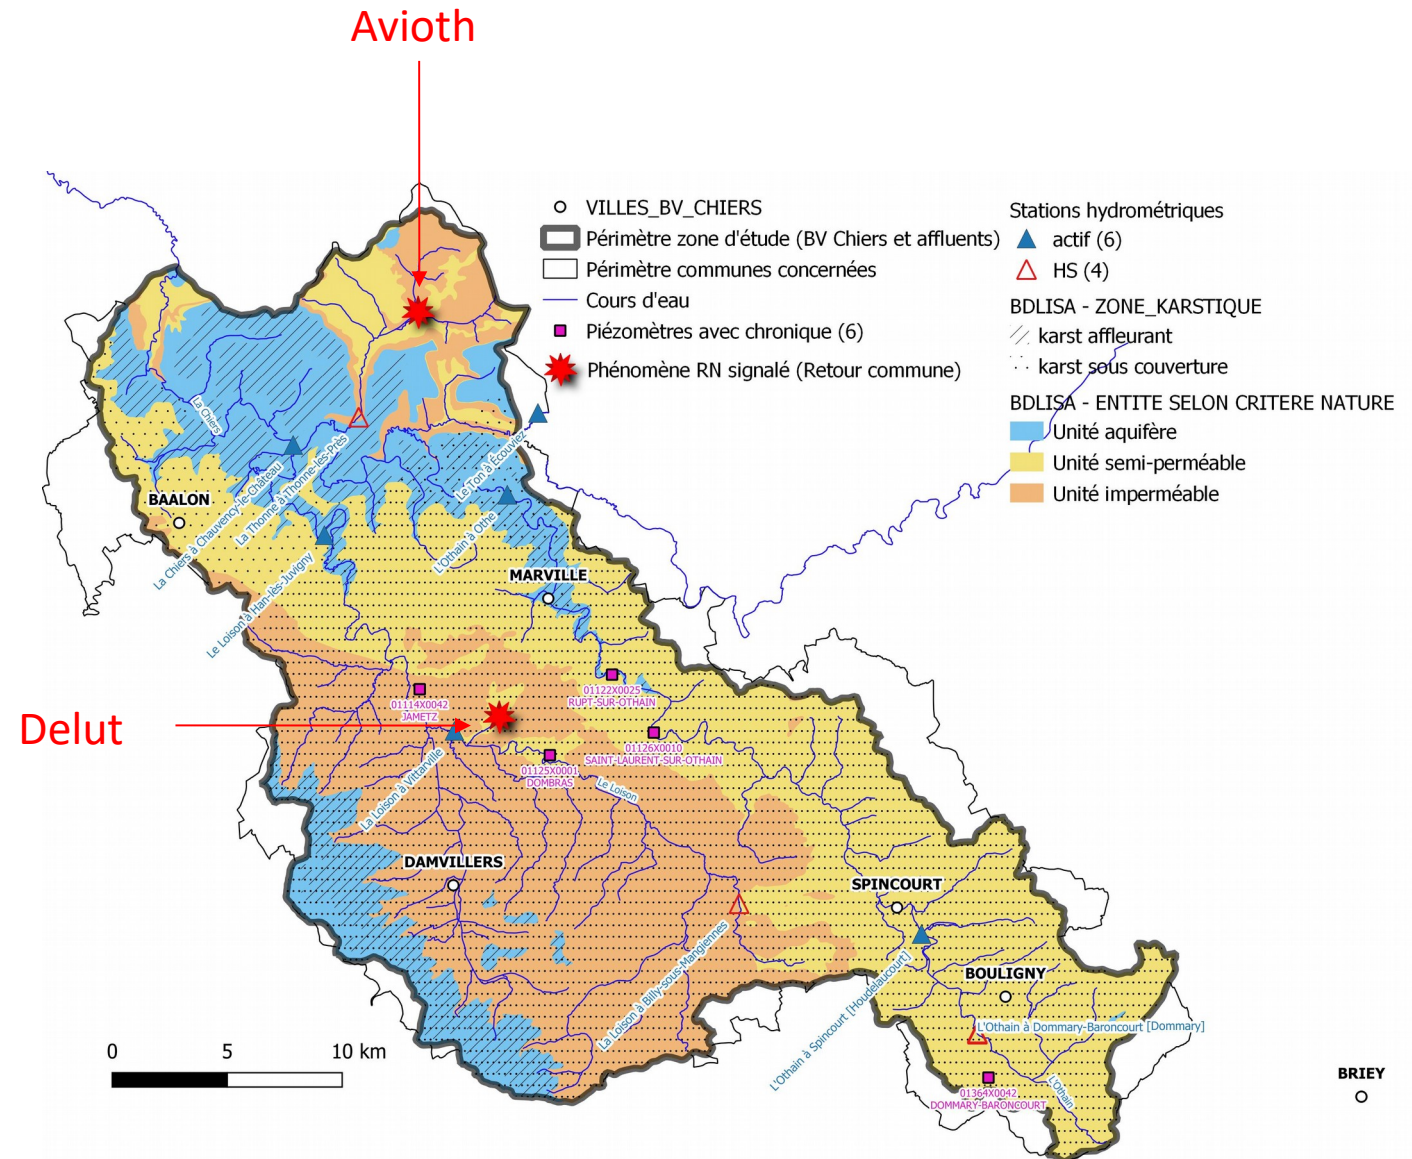 Avioth
VILLES_BV_CHIERS
Périmètre zone d'étude (BV Chiers et affluents)
Périmètre communes concernées
Cours d'eau
Piézomètres avec chronique (6)
Phénomène RN signalé (Retour commune)
Stations hydrométriques
actif (6)
HS (4)
BDLISA - ZONE_KARSTIQUE
karst affleurant
karst sous couverture
BDLISA - ENTITE SELON CRITERE NATURE
Unité aquifère
Unité semi-perméable
Unité imperméable
La Chiers
Le Ton à Écouviez
La Thonne à Thonne-les-Près
La Chiers à Chauvency-le-Château
BAALON
L'Othain à Othe
Le Loison à Han-lès-Juvigny
MARVILLE
01114X0042
JAMETZ
01122X0025
RUPT-SUR-OTHAIN
Delut
01126X0010
SAINT-LAURENT-SUR-OTHAIN
01125X0001
DOMBRAS
Le Loison
La Loison à Vittarville
DAMVILLERS
SPINCOURT
La Loison à Billy-sous-Mangiennes
L'Othain à Spincourt [Houdelaucourt]
BOULIGNY
L'Othain à Dommary-Baroncourt [Dommary]
01364X0042
DOMMARY-BARONCOURT
L'Othain
0 5 10 km
BRIEY